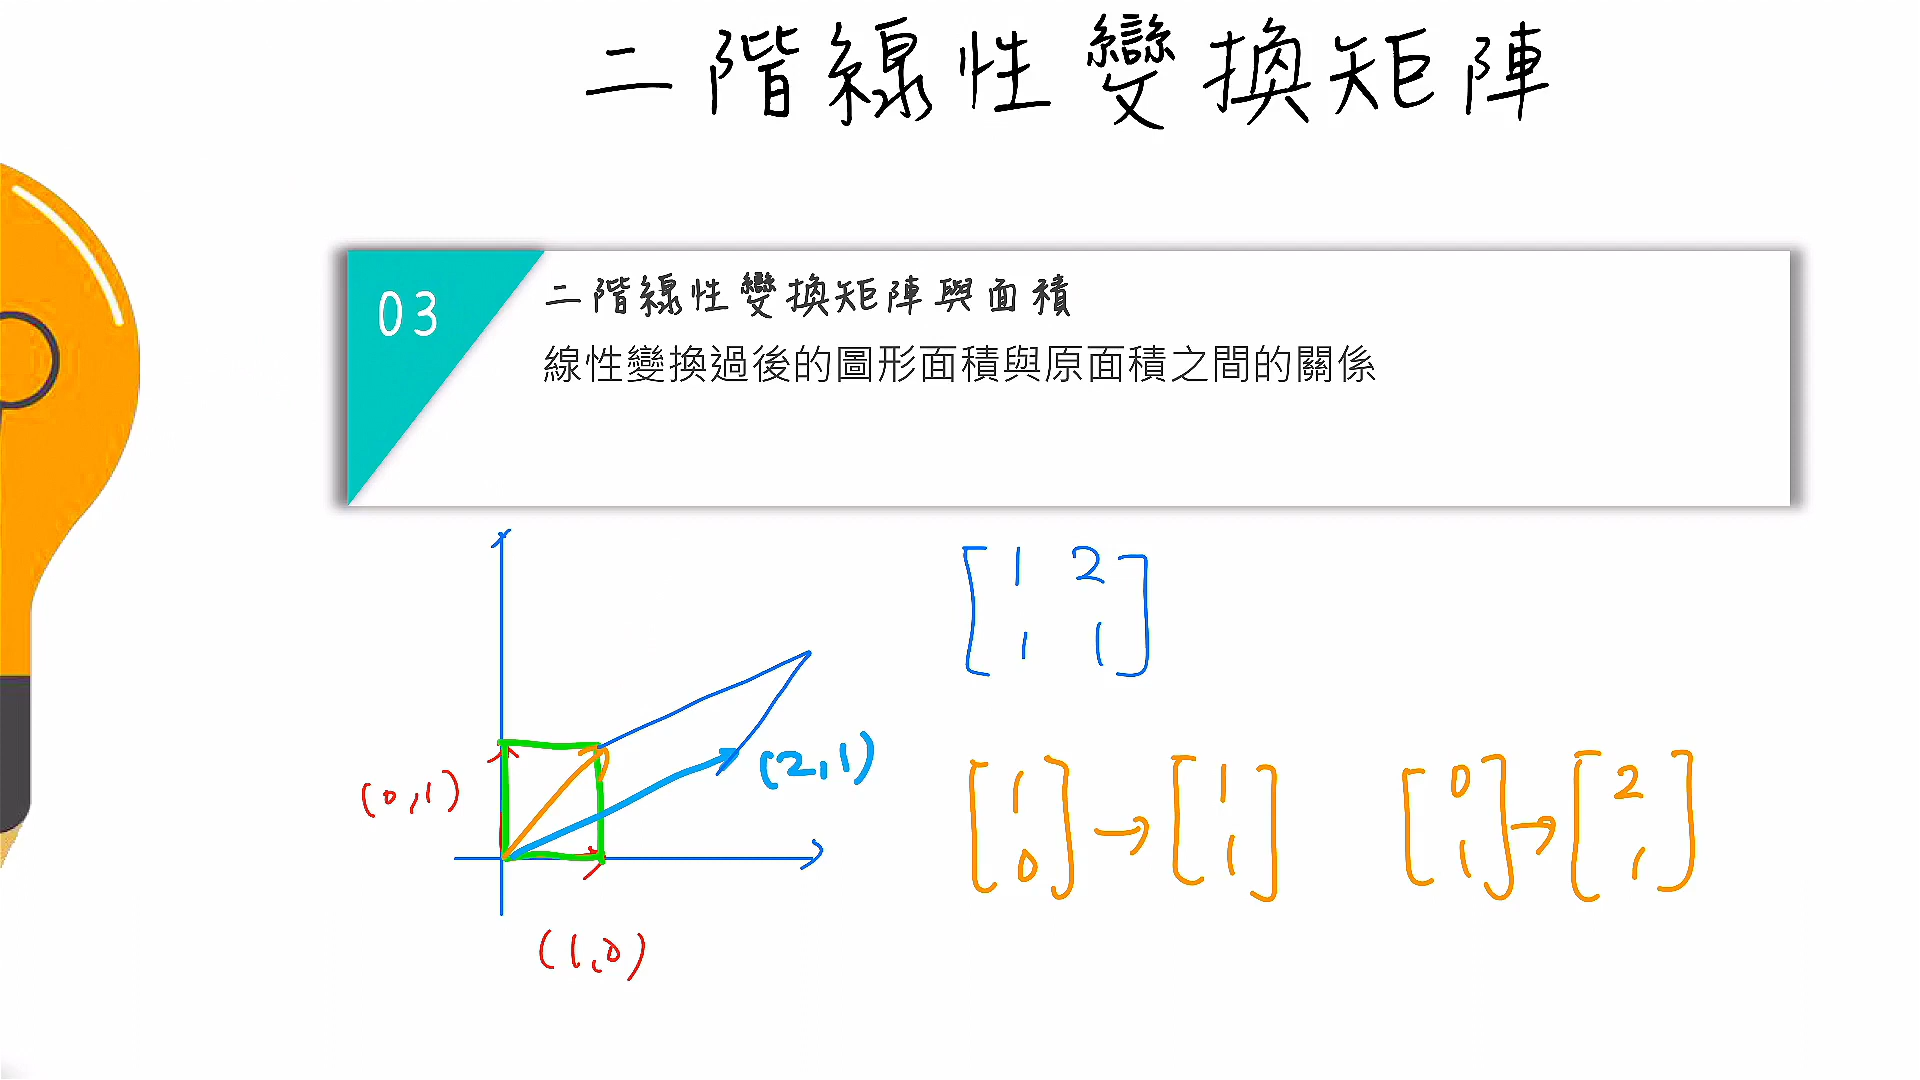 二階線性變換矩陣
03
二階線性變換矩陣與面積
線性變換過後的圖形面積與原面積之間的關係
[1 2
1 1]
(0,1)
(2,1)
(1,0)
[1 0] → [1 1]
[0 1] → [2 1]